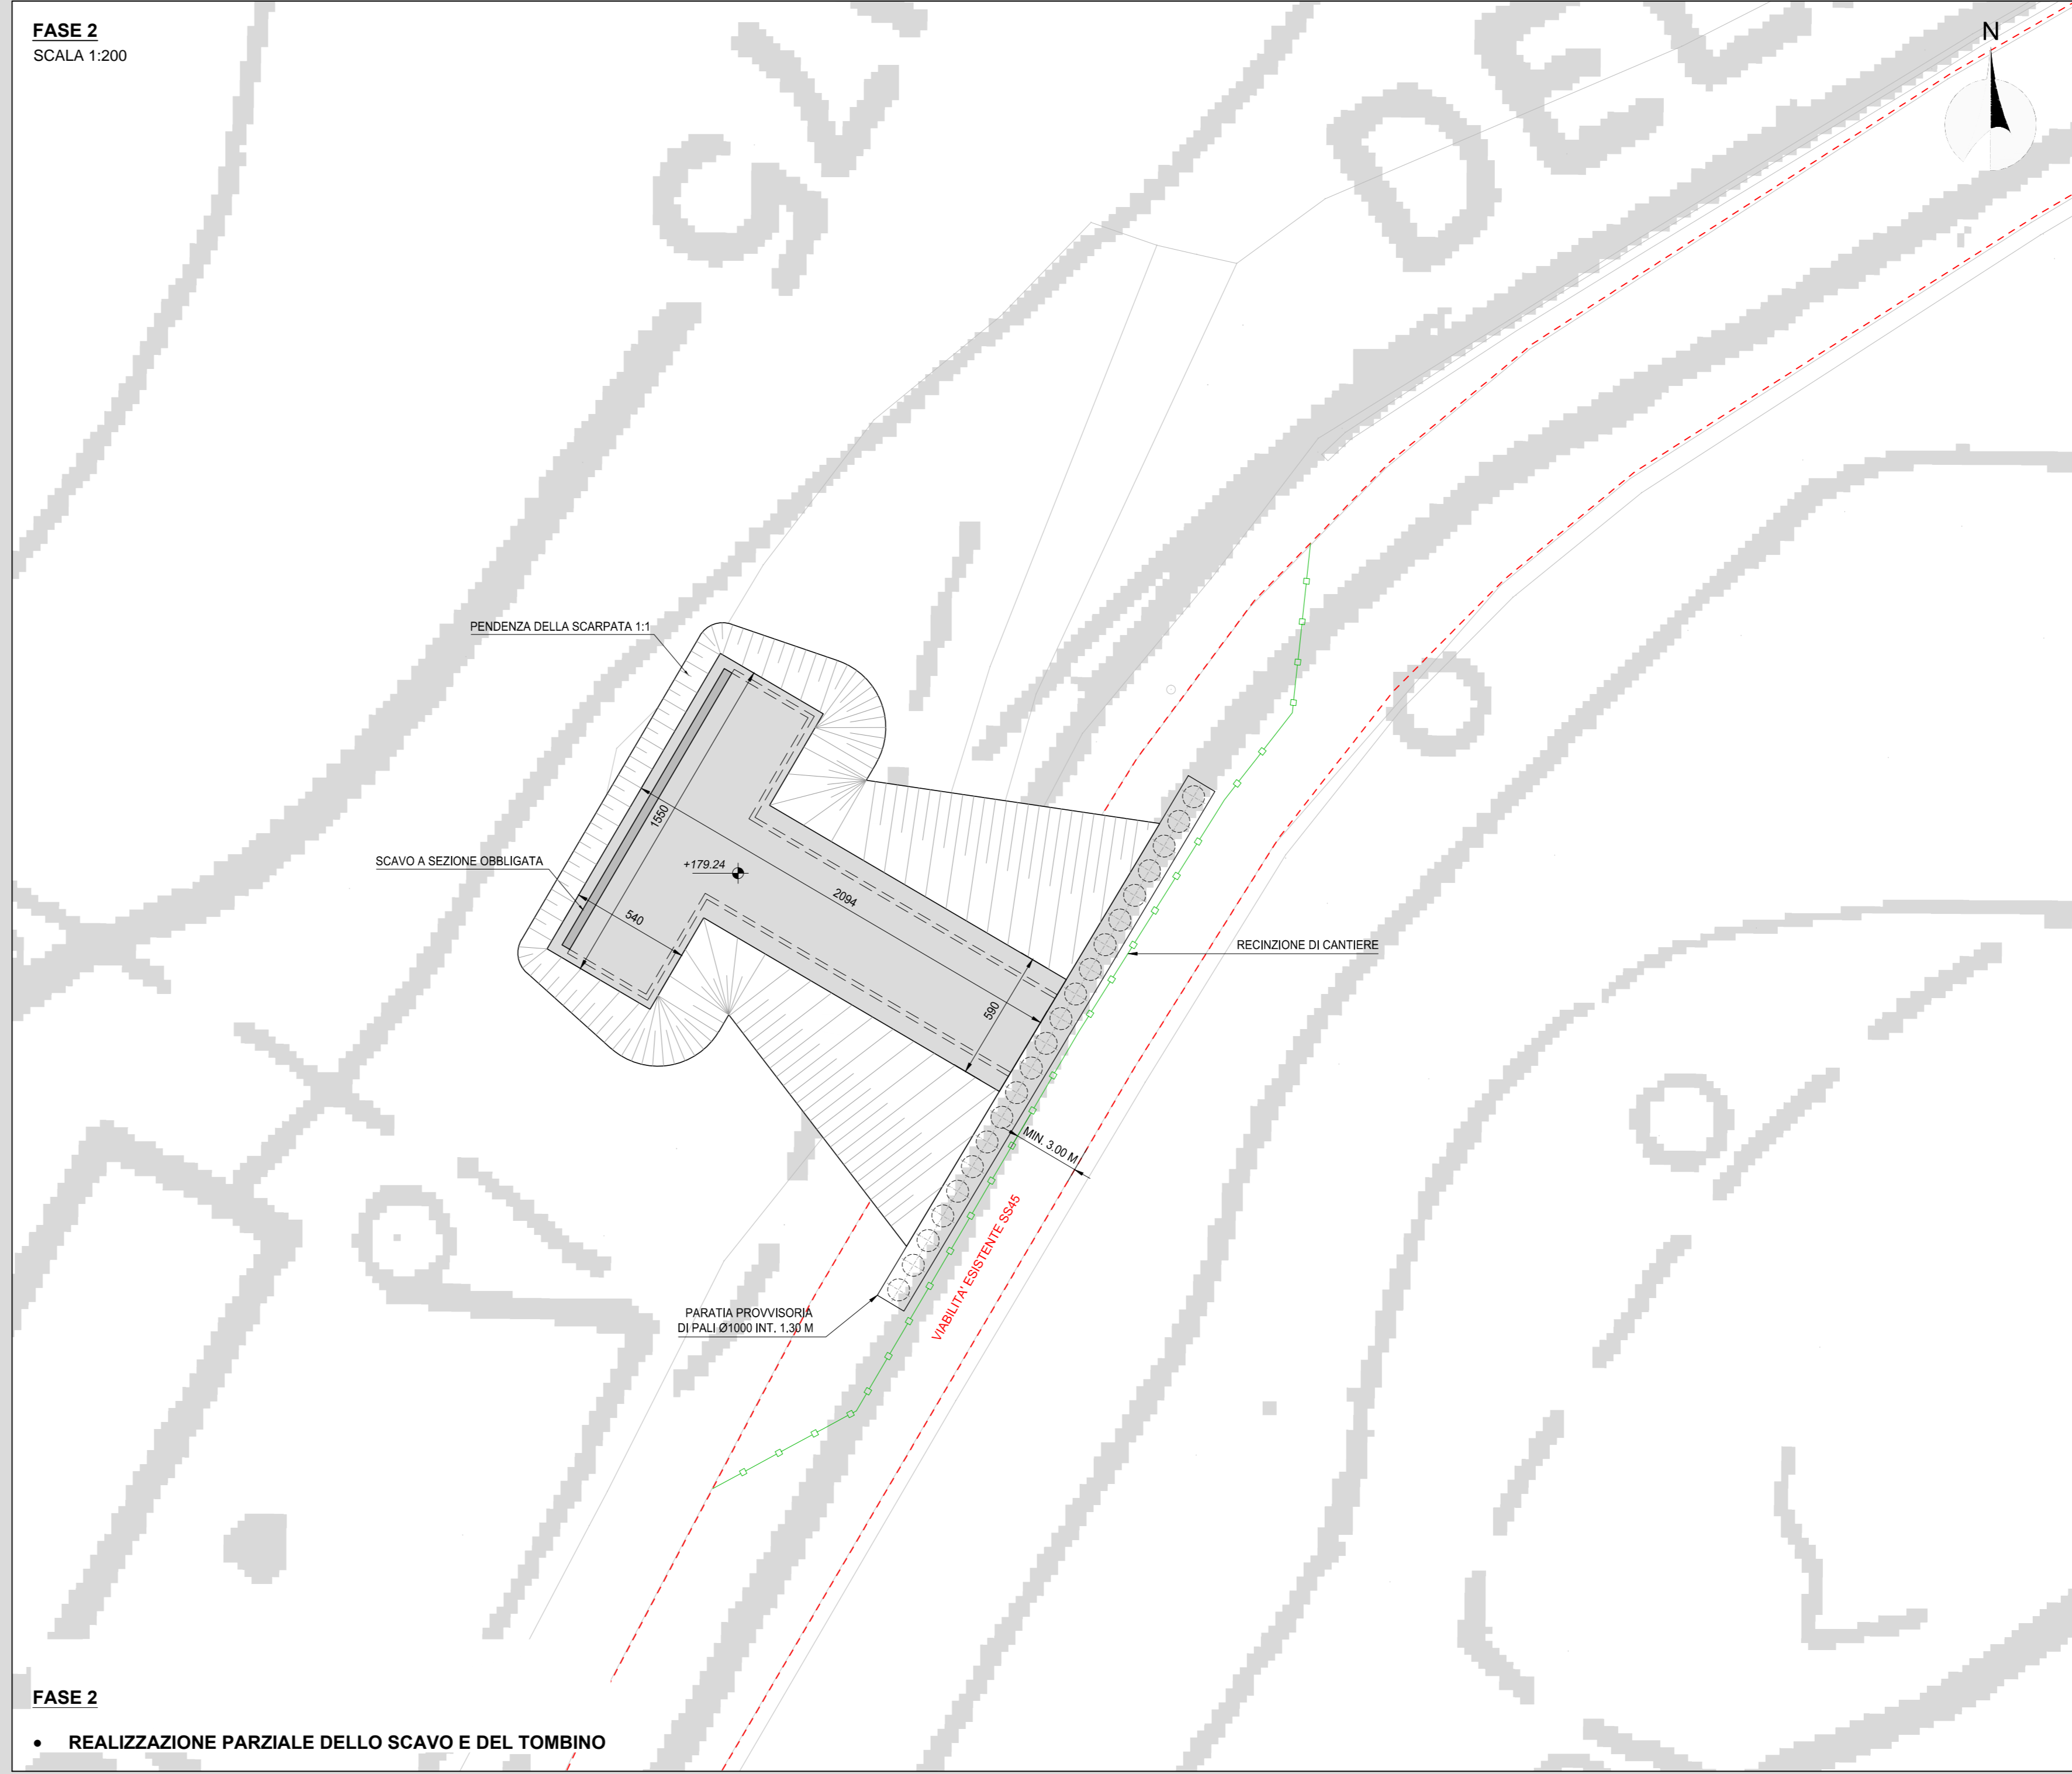 FASE 2
SCALA 1:200
N
DEL
PENDENZA DELLA SCARPATA 1:1
1550
SCAVO A SEZIONE OBBLIGATA
+179.24
2094
540
RECINZIONE DI CANTIERE
590
MIN. 3.00 M
VIABILITA' ESISTENTE SS45
PARATIA PROVVISORIA
DI PALI Ø1000 INT. 1.30 M
FASE 2
• REALIZZAZIONE PARZIALE DELLO SCAVO E DEL TOMBINO